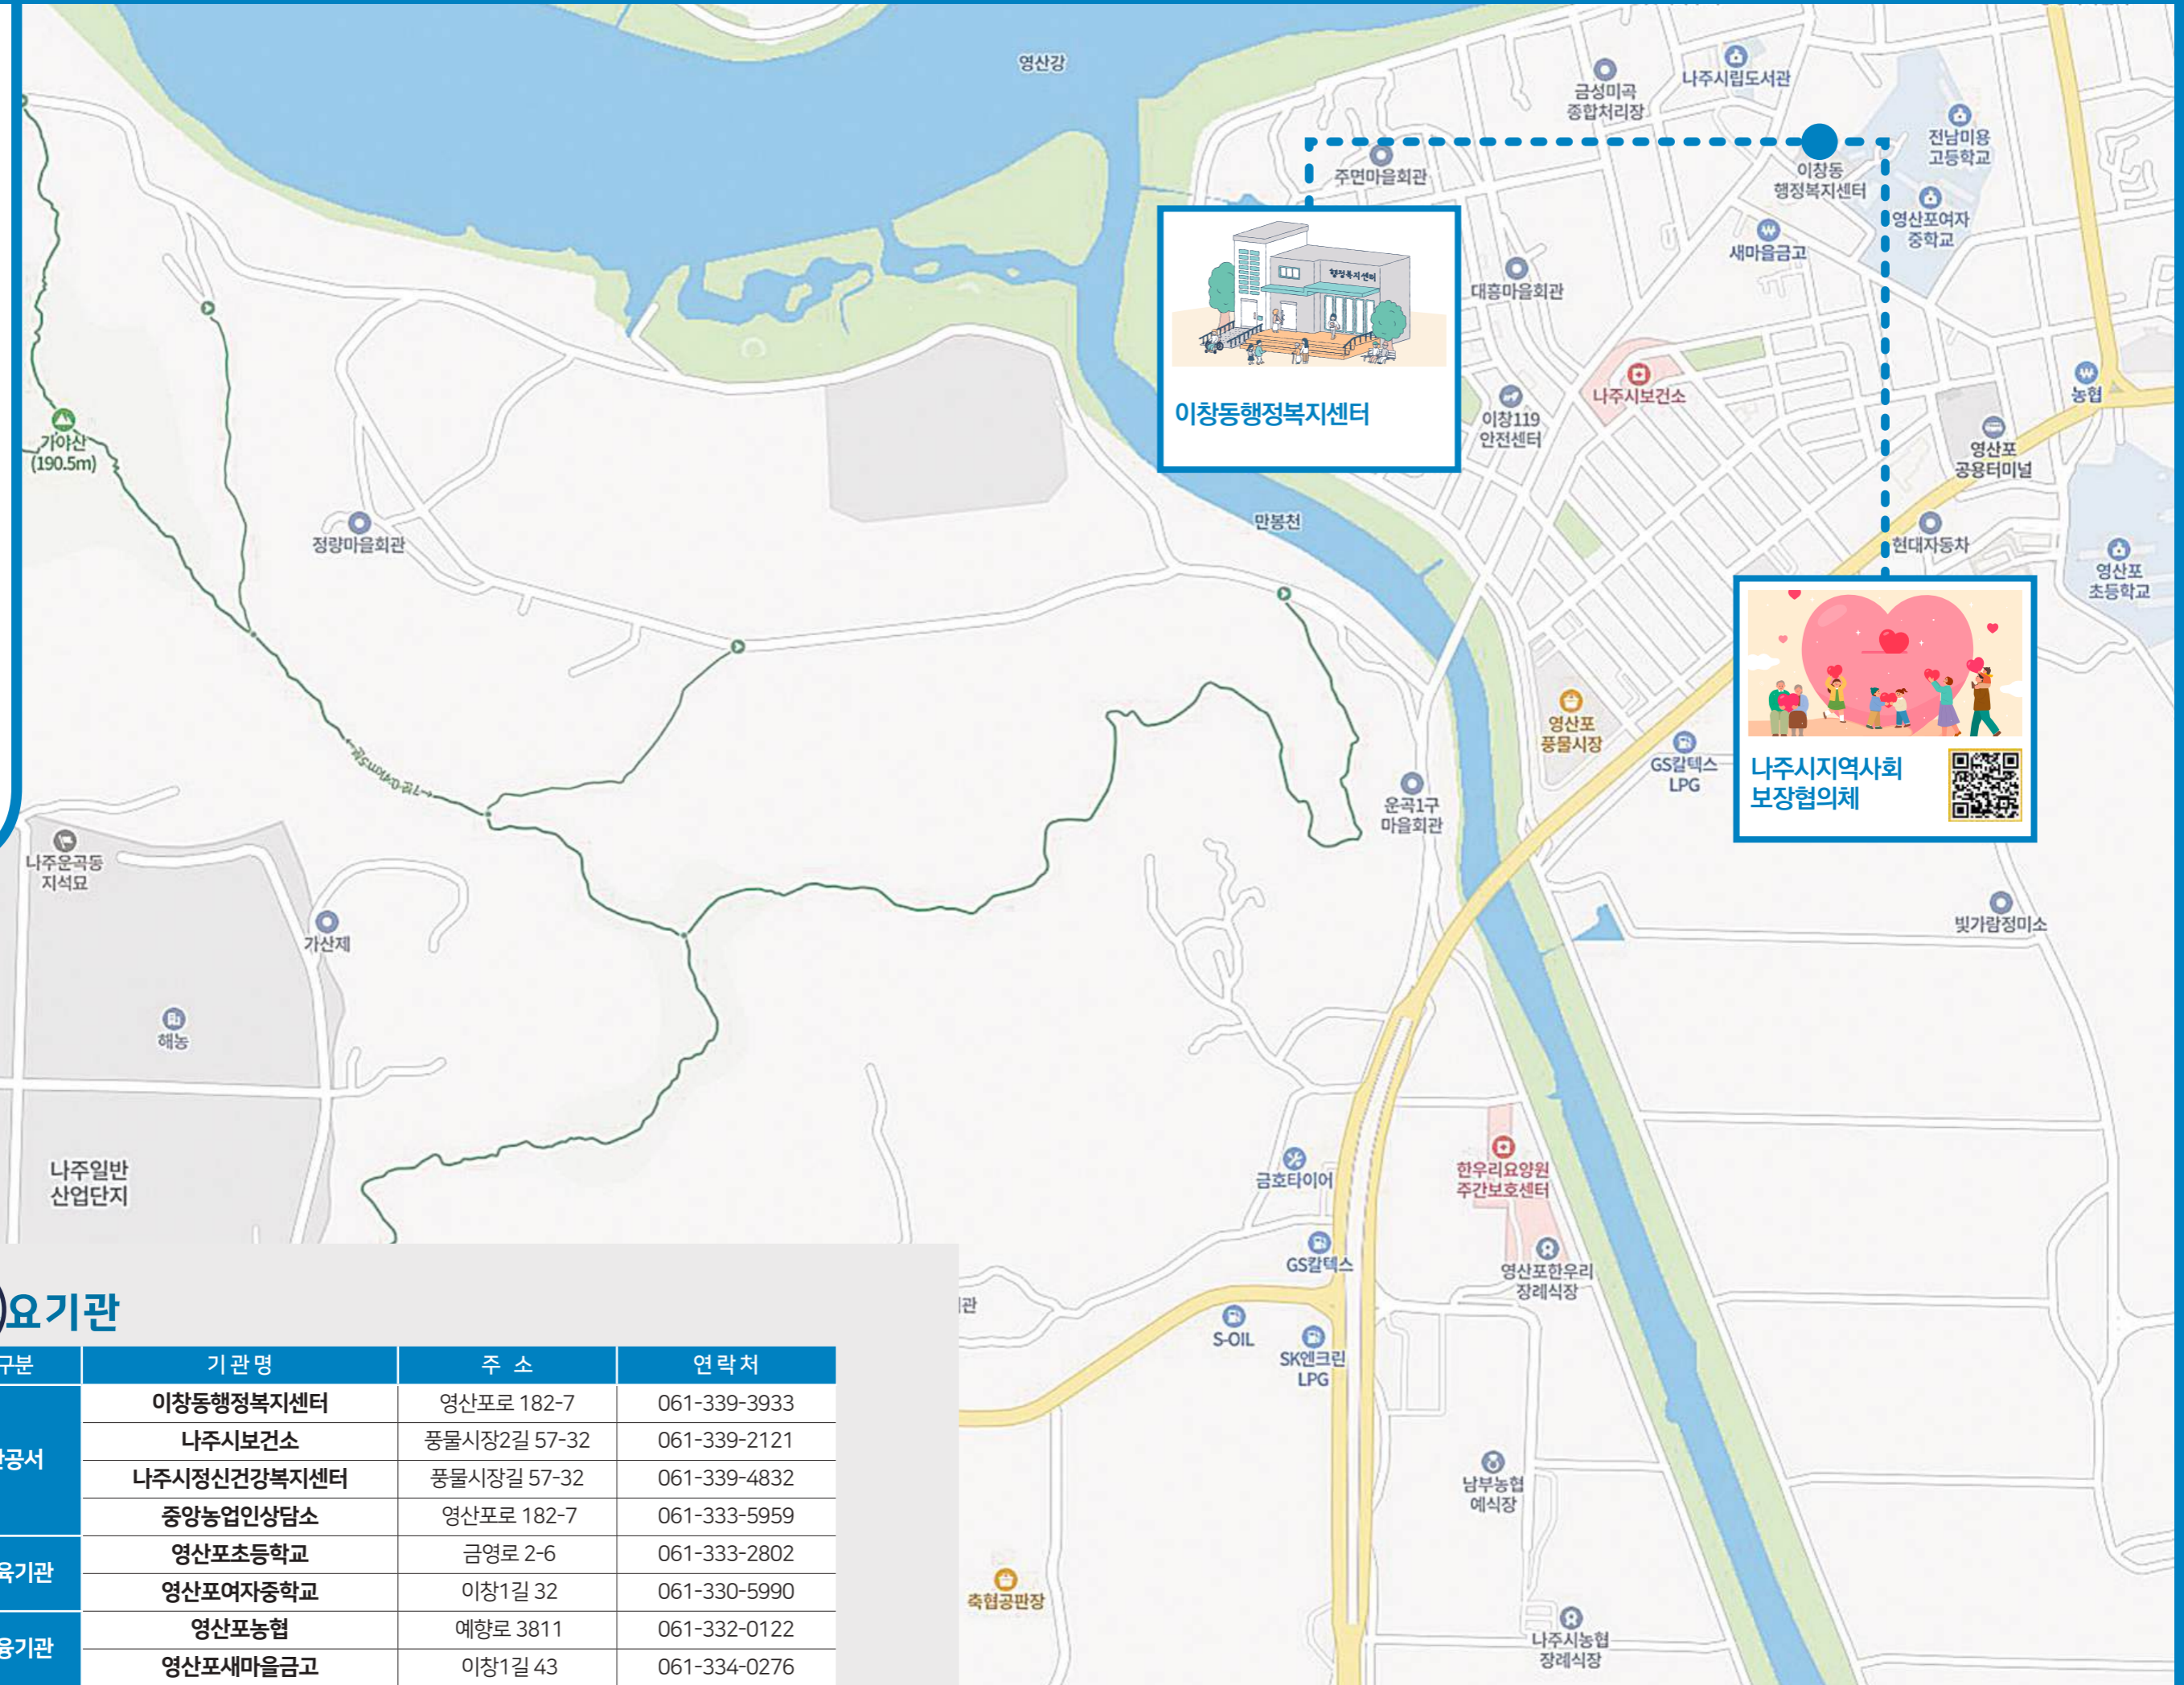 영산강
나주시립도서관
금성미곡
종합처리장
전남미용
고등학교
이창동
행정복지센터
주면마을회관
영산포여자
중학교
새마을금고
행정복지센터
대흥마을회관
이창동행정복지센터
나주시보건소
농협
이창119
안전센터
영산포
공용터미널
가야산
(190.5m)
만봉천
정량마을회관
현대자동차
영산포
초등학교
영산포
풍물시장
GS칼텍스
LPG
나주시지역사회
보장협의체
운곡1구
마을회관
나주운곡동
지석묘
빛가람정미소
가산제
해농
나주일반
산업단지
금호타이어
한우리요양원
주간보호센터
GS칼텍스
영산포한우리
장례식장
관
S-OIL
SK엔크린
LPG
남부농협
예식장
축협공판장
나주시농협
장례식장
요기관
구분 기관명 주 소 연락처
이창동행정복지센터 영산포로 182-7 061-339-3933
나주시보건소 풍물시장2길 57-32 061-339-2121
공서
나주시정신건강복지센터 풍물시장길 57-32 061-339-4832
중앙농업인상담소 영산포로 182-7 061-333-5959
영산포초등학교 금영로 2-6 061-333-2802
육기관
영산포여자중학교 이창1길 32 061-330-5990
영산포농협 예향로 3811 061-332-0122
융기관
영산포새마을금고 이창1길 43 061-334-0276